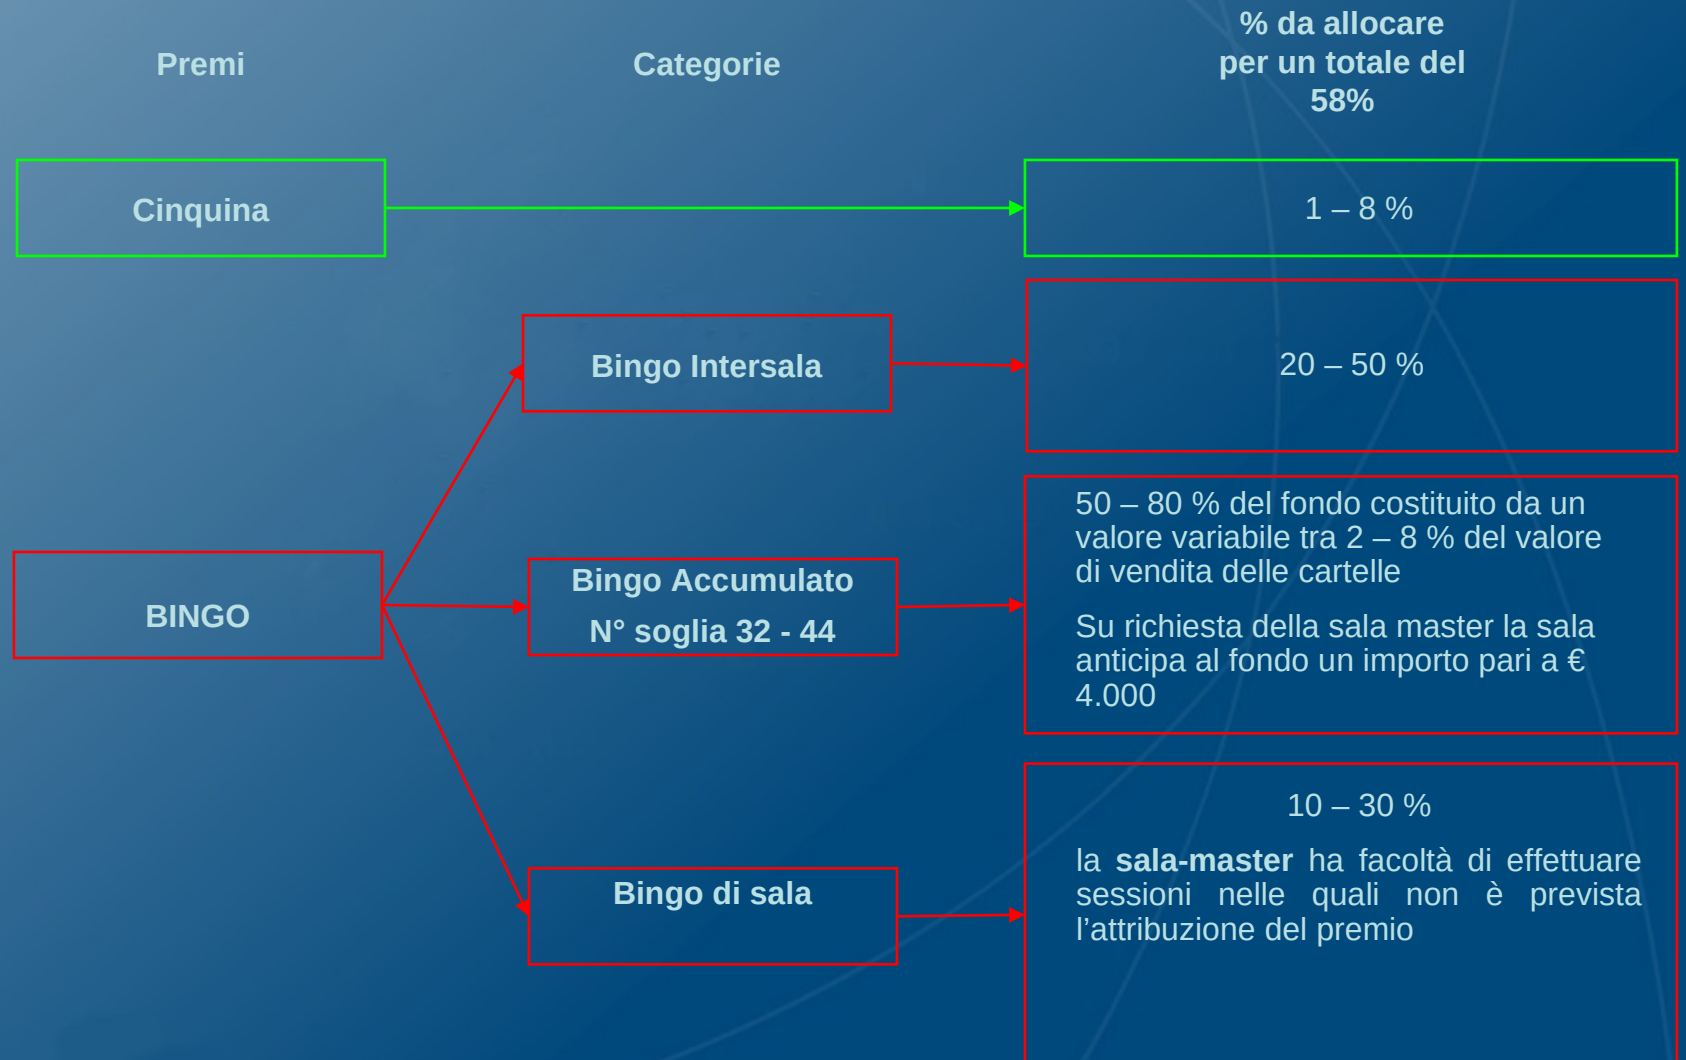 Premi
Categorie
% da allocare
per un totale del
58%
Cinquina
1 – 8 %
Bingo Intersala
20 – 50 %
BINGO
Bingo Accumulato
N° soglia 32 - 44
50 – 80 % del fondo costituito da un
valore variabile tra 2 – 8 % del valore
di vendita delle cartelle
Su richiesta della sala master la sala
anticipa al fondo un importo pari a €
4.000
Bingo di sala
10 – 30 %
la sala-master ha facoltà di effettuare
sessioni nelle quali non è prevista
l’attribuzione del premio